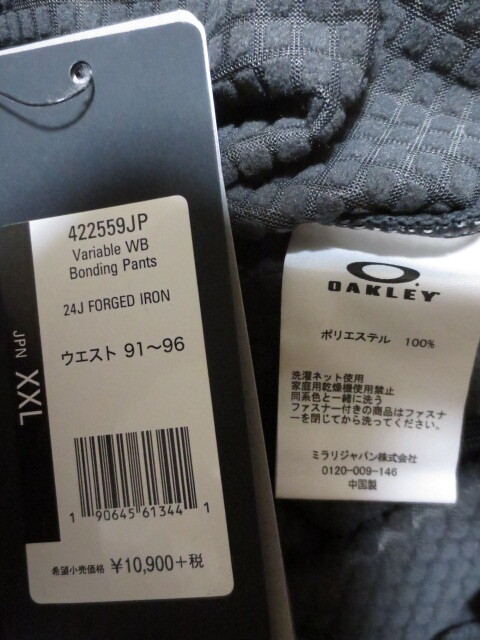 422559JP
Variable WB
Bonding Pants
24J FORGED IRON
ウエスト 91～96
JPN XXL
1 90645 61344 1
希望小売価格 ¥10,900+税
OAKLEY
ポリエステル 100%
洗濯ネット使用
家庭用乾燥機使用禁止
同系色と一緒に洗う
ファスナー付きの商品はファスナ
ーを閉じてから洗ってください。
ミラリジャパン株式会社
0120-009-146
中国製